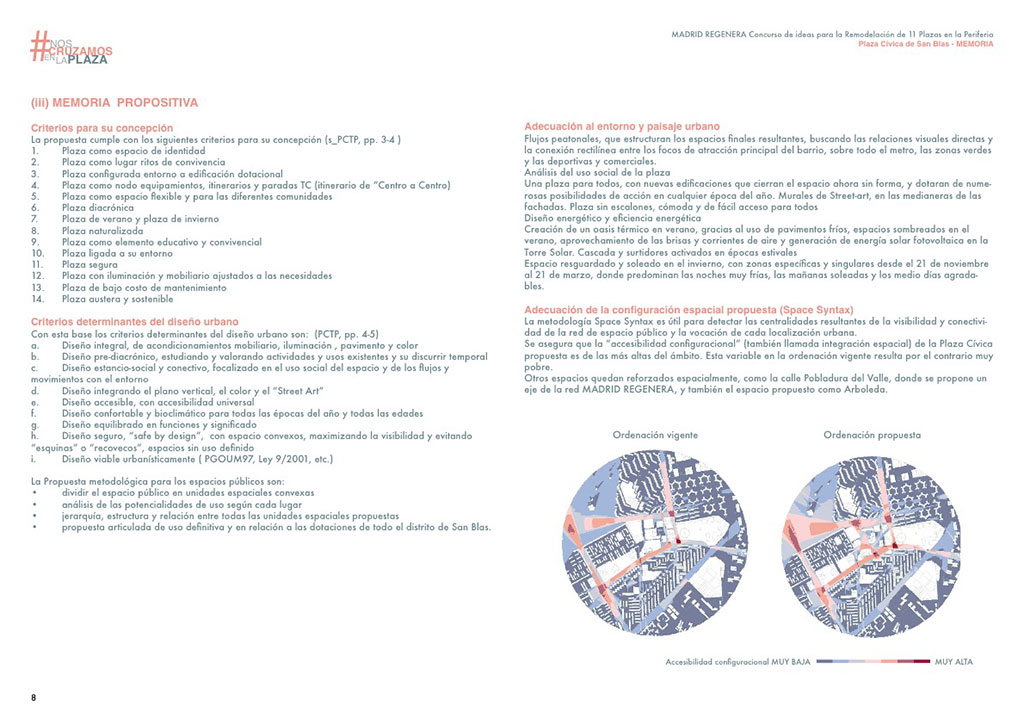 #NOS
CRUZAMOS
EN LAPLAZA
MADRID REGENERA Concurso de ideas para la Remodelación de 11 Plazas en la Periferia
Plaza Cívica de San Blas - MEMORIA
(iii) MEMORIA PROPOSITIVA
Criterios para su concepción
La propuesta cumple con los siguientes criterios para su concepción (s_PCTP, pp. 3-4 )
1. Plaza como espacio de identidad
2. Plaza como lugar ritos de convivencia
3. Plaza configurada entorno a edificación dotacional
4. Plaza como nodo equipamientos, itinerarios y paradas TC (itinerario de "Centro a Centro)
5. Plaza como espacio flexible y para las diferentes comunidades
6. Plaza diacrónica
7. Plaza de verano y plaza de invierno
8. Plaza naturalizada
9. Plaza como elemento educativo y convivencial
10. Plaza ligada a su entorno
11. Plaza segura
12. Plaza con iluminación y mobiliario ajustados a las necesidades
13. Plaza de bajo costo de mantenimiento
14. Plaza austera y sostenible
Criterios determinantes del diseño urbano
Con esta base los criterios determinantes del diseño urbano son: (PCTP, pp. 4-5)
a. Diseño integral, de acondicionamientos mobiliario, iluminación , pavimento y color
b. Diseño pre-diacrónico, estudiando y valorando actividades y usos existentes y su discurrir temporal
c. Diseño estancio-social y conectivo, focalizado en el uso social del espacio y de los flujos y
movimientos con el entorno
d. Diseño integrando el plano vertical, el color y el "Street Art"
e. Diseño accesible, con accesibilidad universal
f. Diseño confortable y bioclimático para todas las épocas del año y todas las edades
g. Diseño equilibrado en funciones y significado
h. Diseño seguro, "safe by design", con espacio convexos, maximizando la visibilidad y evitando
"esquinas" o "recovecos", espacios sin uso definido
i. Diseño viable urbanísticamente ( PGOUM97, Ley 9/2001, etc.)
La Propuesta metodológica para los espacios públicos son:
• dividir el espacio público en unidades espaciales convexas
• análisis de las potencialidades de uso según cada lugar
• jerarquía, estructura y relación entre todas las unidades espaciales propuestas
• propuesta articulada de uso definitiva y en relación a las dotaciones de todo el distrito de San Blas.
Adecuación al entorno y paisaje urbano
Flujos peatonales, que estructuran los espacios finales resultantes, buscando las relaciones visuales directas y
la conexión rectilínea entre los focos de atracción principal del barrio, sobre todo el metro, las zonas verdes
y las deportivas y comerciales.
Análisis del uso social de la plaza
Una plaza para todos, con nuevas edificaciones que cierran el espacio ahora sin forma, y dotaran de nume-
rosas posibilidades de acción en cualquier época del año. Murales de Street-art, en las medianeras de las
fachadas. Plaza sin escalones, cómoda y de fácil acceso para todos
Diseño energético y eficiencia energética
Creación de un oasis térmico en verano, gracias al uso de pavimentos fríos, espacios sombreados en el
verano, aprovechamiento de las brisas y corrientes de aire y generación de energía solar fotovoltaica en la
Torre Solar. Cascada y surtidores activados en épocas estivales
Espacio resguardado y soleado en el invierno, con zonas específicas y singulares desde el 21 de noviembre
al 21 de marzo, donde predominan las noches muy frías, las mañanas soleadas y los medio días agrada-
bles.
Adecuación de la configuración espacial propuesta (Space Syntax)
La metodología Space Syntax es útil para detectar las centralidades resultantes de la visibilidad y conectivi-
dad de la red de espacio público y la vocación de cada localización urbana.
Se asegura que la "accesibilidad configuracional" (también llamada integración espacial) de la Plaza Cívica
propuesta es de las más altas del ámbito. Esta variable en la ordenación vigente resulta por el contrario muy
pobre.
Otros espacios quedan reforzados espacialmente, como la calle Pobladura del Valle, donde se propone un
eje de la red MADRID REGENERA, y también el espacio propuesto como Arboleda.
Ordenación vigente
Ordenación propuesta
Accesibilidad configuracional MUY BAJA MUY ALTA
8